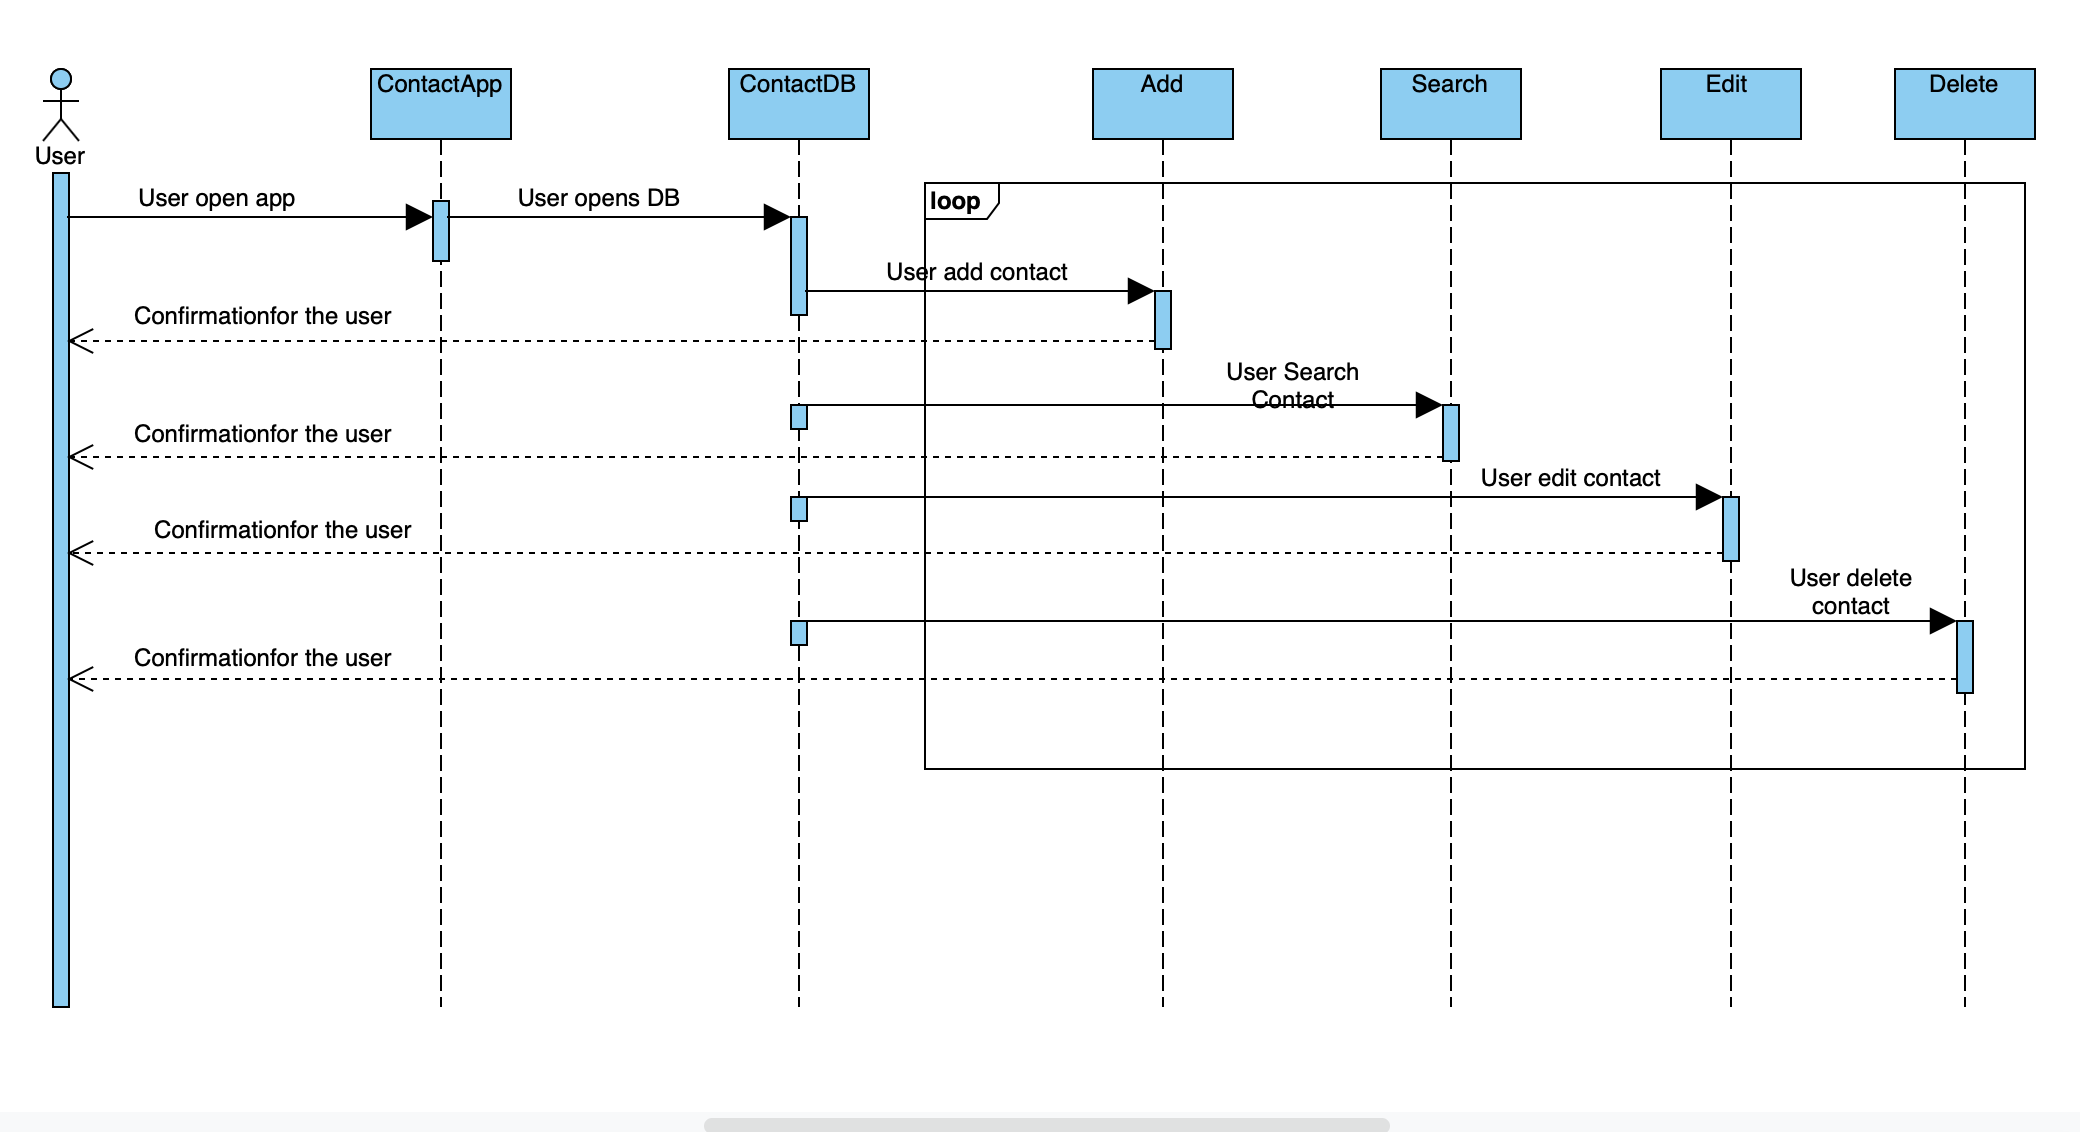 User
ContactApp
ContactDB
Add
Search
Edit
Delete
loop
User open app
User opens DB
User add contact
Confirmationfor the user
User Search
Contact
Confirmationfor the user
User edit contact
Confirmationfor the user
User delete
contact
Confirmationfor the user